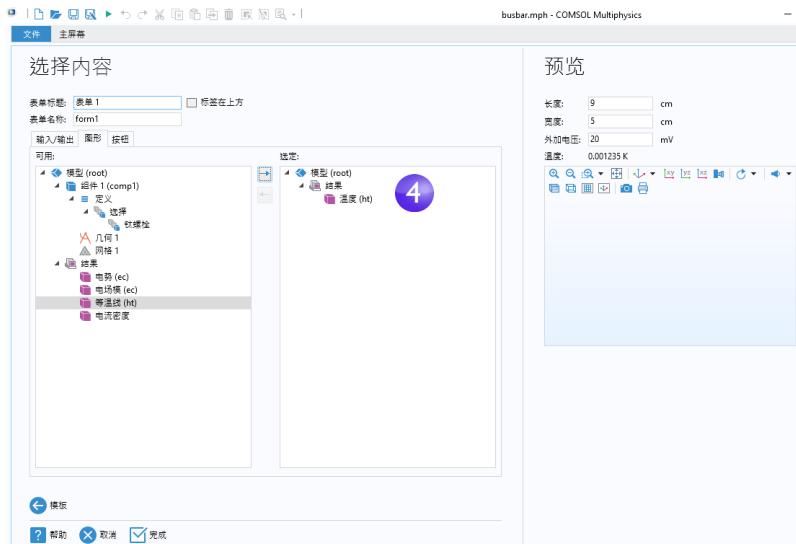 busbar.mph - COMSOL Multiphysics
文件 主屏幕
选择内容
预览
表单标题: 表单 1 标签在上方
表单名称: form1
输入/输出 图形 按钮
可用:
模型 (root)
组件 1 (comp1)
定义
选择
钛螺栓
几何 1
网格 1
结果
电势 (ec)
电场模 (ec)
等温线 (ht)
电流密度
选定:
模型 (root)
结果
温度 (ht)
4
长度: 9 cm
宽度: 5 cm
外加电压: 20 mV
温度: 0.001235 K
xy yz xz
模板
? 帮助 取消 完成